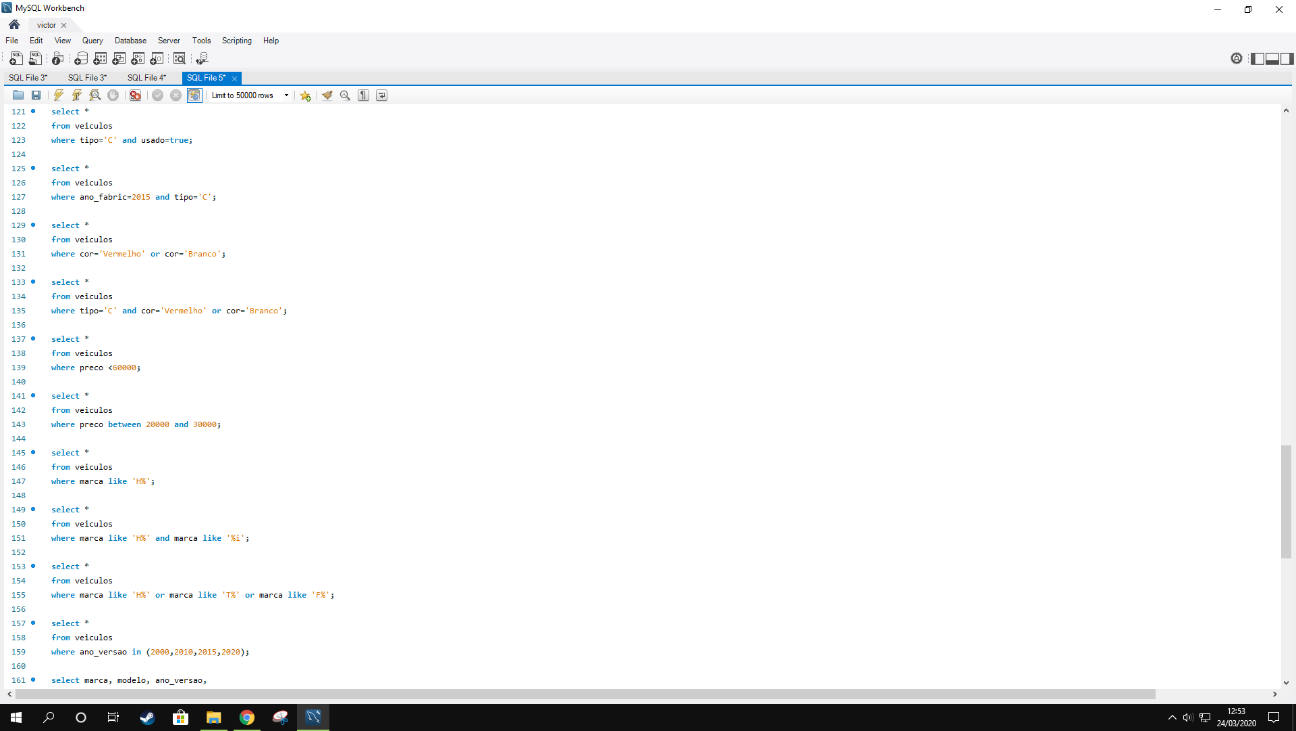 MySQL Workbench
victor
File Edit View Query Database Server Tools Scripting Help
SQL File 3* SQL File 3* SQL File 4* SQL File 5*
Limit to 50000 rows
121 select *
122 from veiculos
123 where tipo='C' and usado=true;
124
125 select *
126 from veiculos
127 where ano_fabric=2015 and tipo='C';
128
129 select *
130 from veiculos
131 where cor='Vermelho' or cor='Branco';
132
133 select *
134 from veiculos
135 where tipo='C' and cor='Vermelho' or cor='Branco';
136
137 select *
138 from veiculos
139 where preco <60000;
140
141 select *
142 from veiculos
143 where preco between 20000 and 30000;
144
145 select *
146 from veiculos
147 where marca like 'H%';
148
149 select *
150 from veiculos
151 where marca like 'H%' and marca like '%i';
152
153 select *
154 from veiculos
155 where marca like 'H%' or marca like 'T%' or marca like 'F%';
156
157 select *
158 from veiculos
159 where ano_versao in (2000,2010,2015,2020);
160
161 select marca, modelo, ano_versao,
12:53
24/03/2020